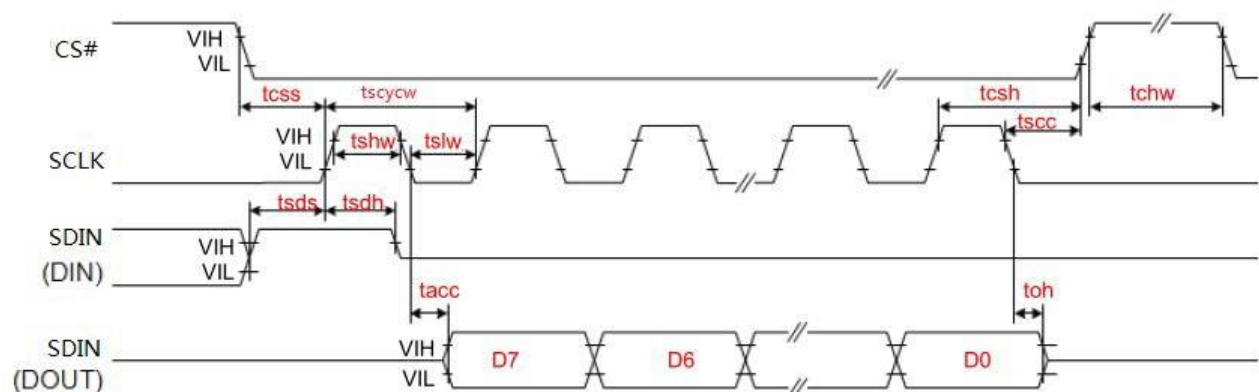 CS#
VIH
VIL
tcss
tscycw
tcsh
tchw
tscc
SCLK
VIH
VIL
tshw
tslw
tsds
tsdh
SDIN
(DIN)
VIH
VIL
tacc
toh
SDIN
(DOUT)
VIH
VIL
D7
D6
D0